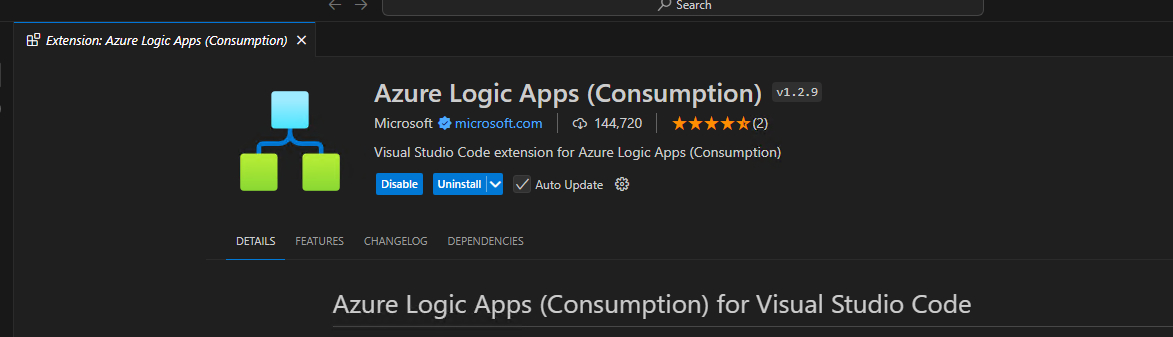 Search
Extension: Azure Logic Apps (Consumption)
Azure Logic Apps (Consumption) v1.2.9
Microsoft microsoft.com 144,720 (2)
Visual Studio Code extension for Azure Logic Apps (Consumption)
Disable Uninstall Auto Update
DETAILS FEATURES CHANGELOG DEPENDENCIES
Azure Logic Apps (Consumption) for Visual Studio Code